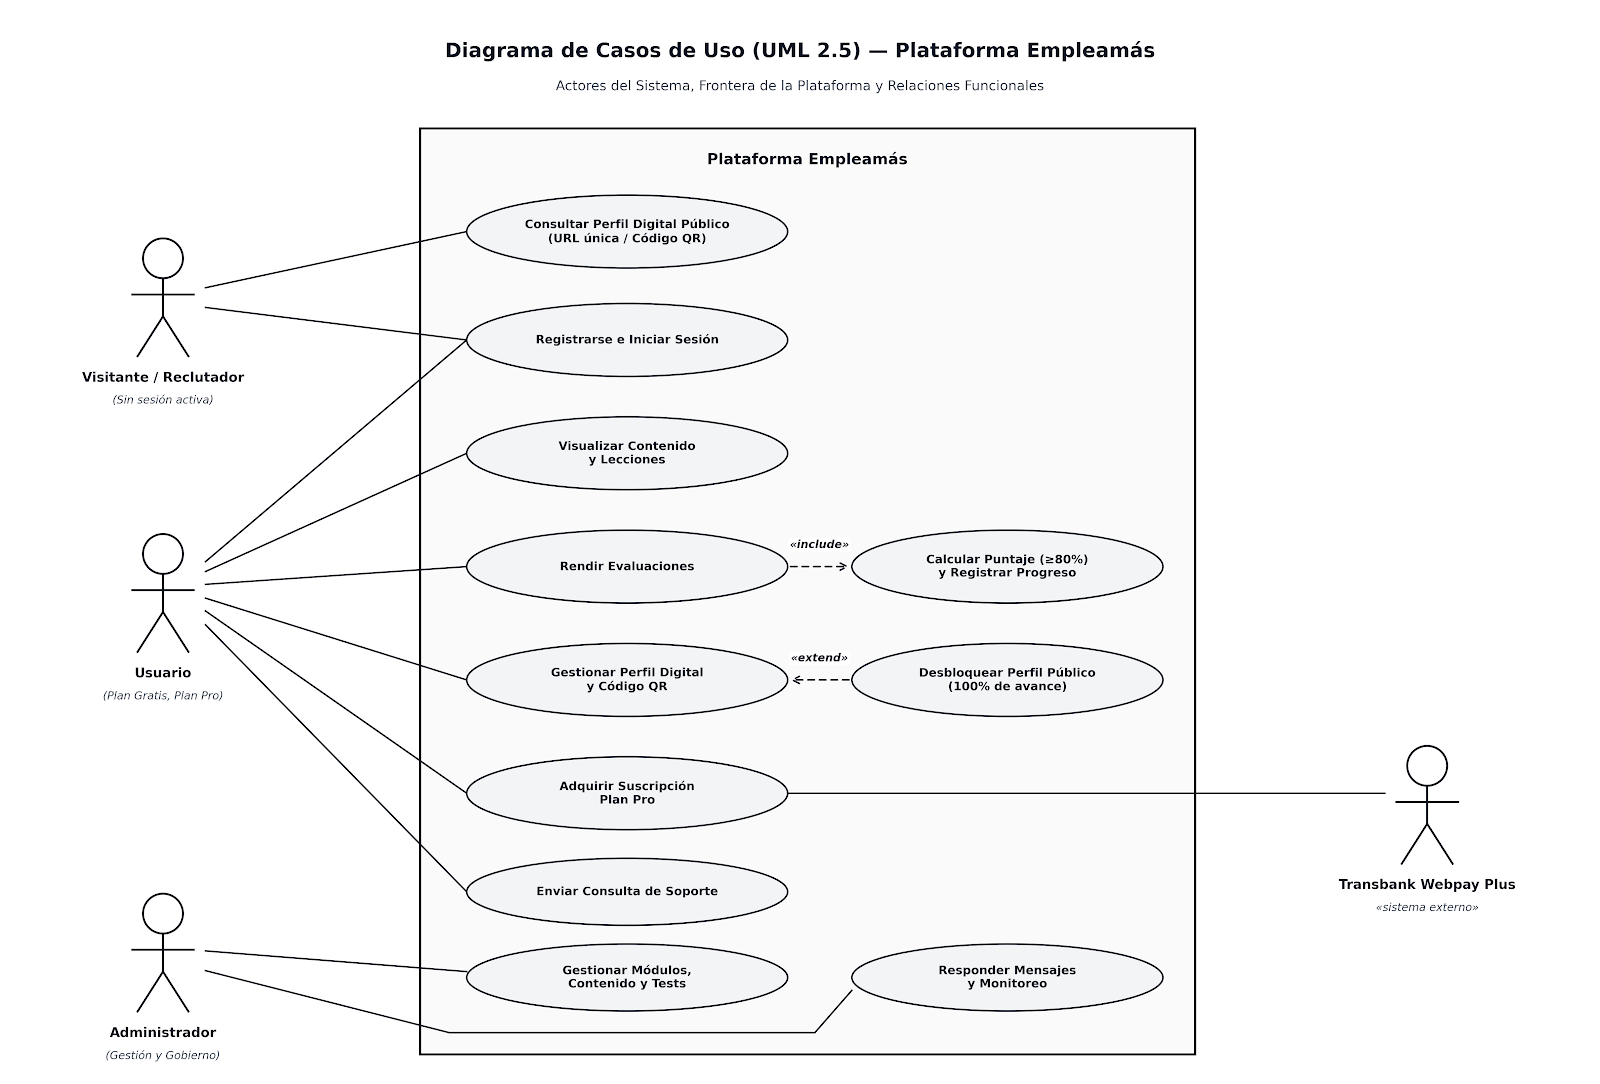 Diagrama de Casos de Uso (UML 2.5) — Plataforma Empleamás
Actores del Sistema, Frontera de la Plataforma y Relaciones Funcionales
Plataforma Empleamás
Consultar Perfil Digital Público
(URL única / Código QR)
Registrarse e Iniciar Sesión
Visitante / Reclutador
(Sin sesión activa)
Visualizar Contenido
y Lecciones
Rendir Evaluaciones
«include»
Calcular Puntaje (≥80%)
y Registrar Progreso
Usuario
(Plan Gratis, Plan Pro)
Gestionar Perfil Digital
y Código QR
«extend»
Desbloquear Perfil Público
(100% de avance)
Adquirir Suscripción
Plan Pro
Transbank Webpay Plus
«sistema externo»
Enviar Consulta de Soporte
Gestionar Módulos,
Contenido y Tests
Responder Mensajes
y Monitoreo
Administrador
(Gestión y Gobierno)